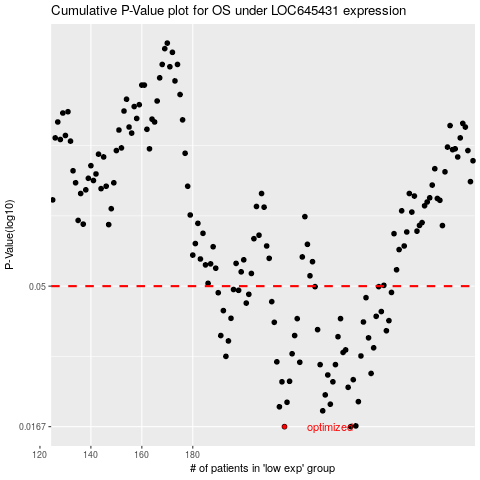 Cumulative P-Value plot for OS under LOC645431 expression
P-Value(log10)
0.05
0.0167
optimized
120
140
160
180
# of patients in 'low exp' group